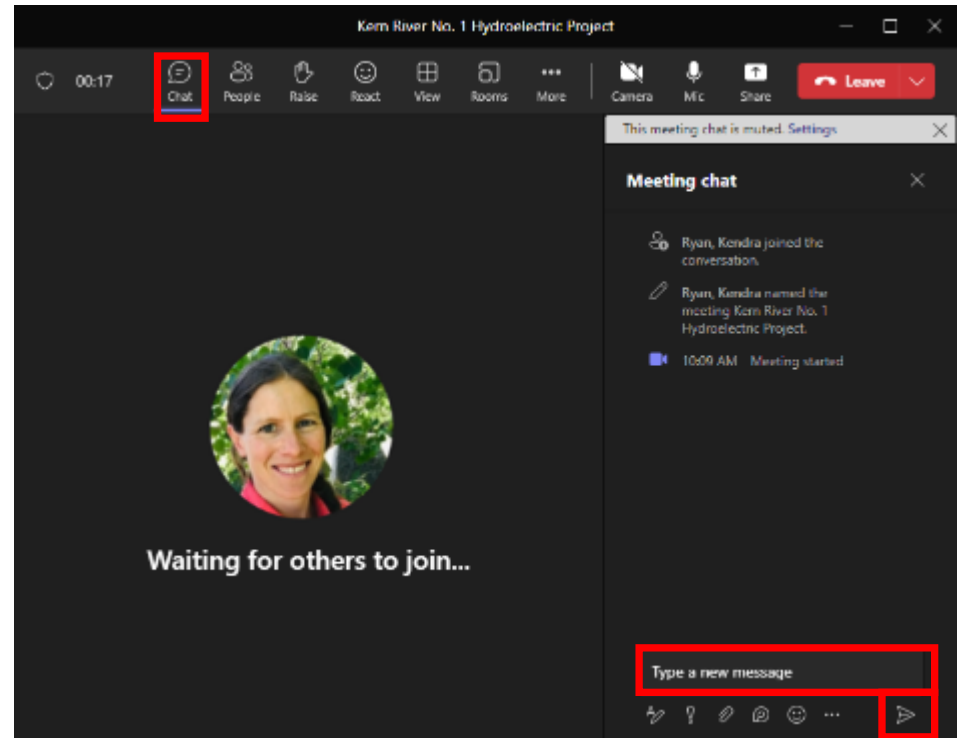 Kern River No. 1 Hydroelectric Project
00:17
Chat People Raise React View Rooms More Camera Mic Share Leave
This meeting chat is muted. Settings
Meeting chat
Ryan, Kendra joined the
conversation.
Ryan, Kendra named the
meeting Kern River No. 1
Hydroelectric Project.
10:09 AM Meeting started
Waiting for others to join...
Type a new message